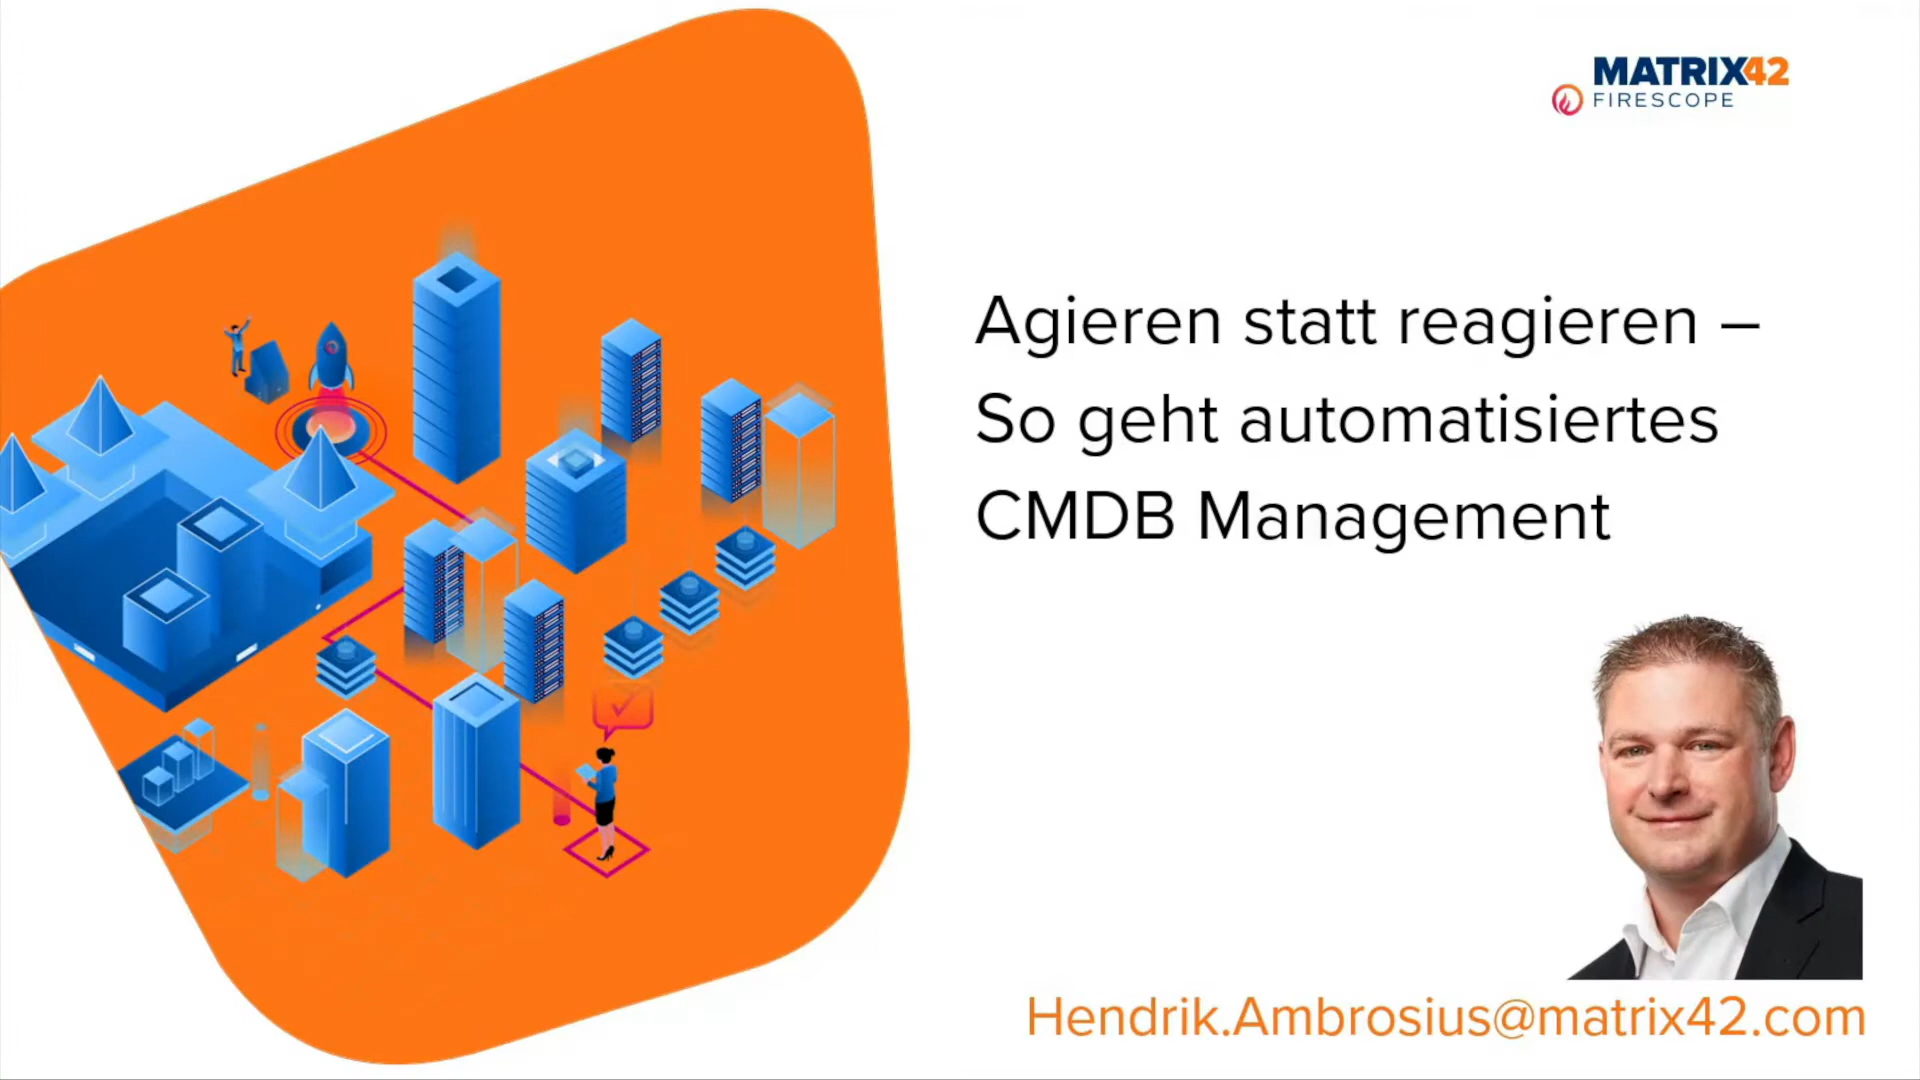 MATRIX42
FIRESCOPE
Agieren statt reagieren –
So geht automatisiertes
CMDB Management
Hendrik.Ambrosius@matrix42.com